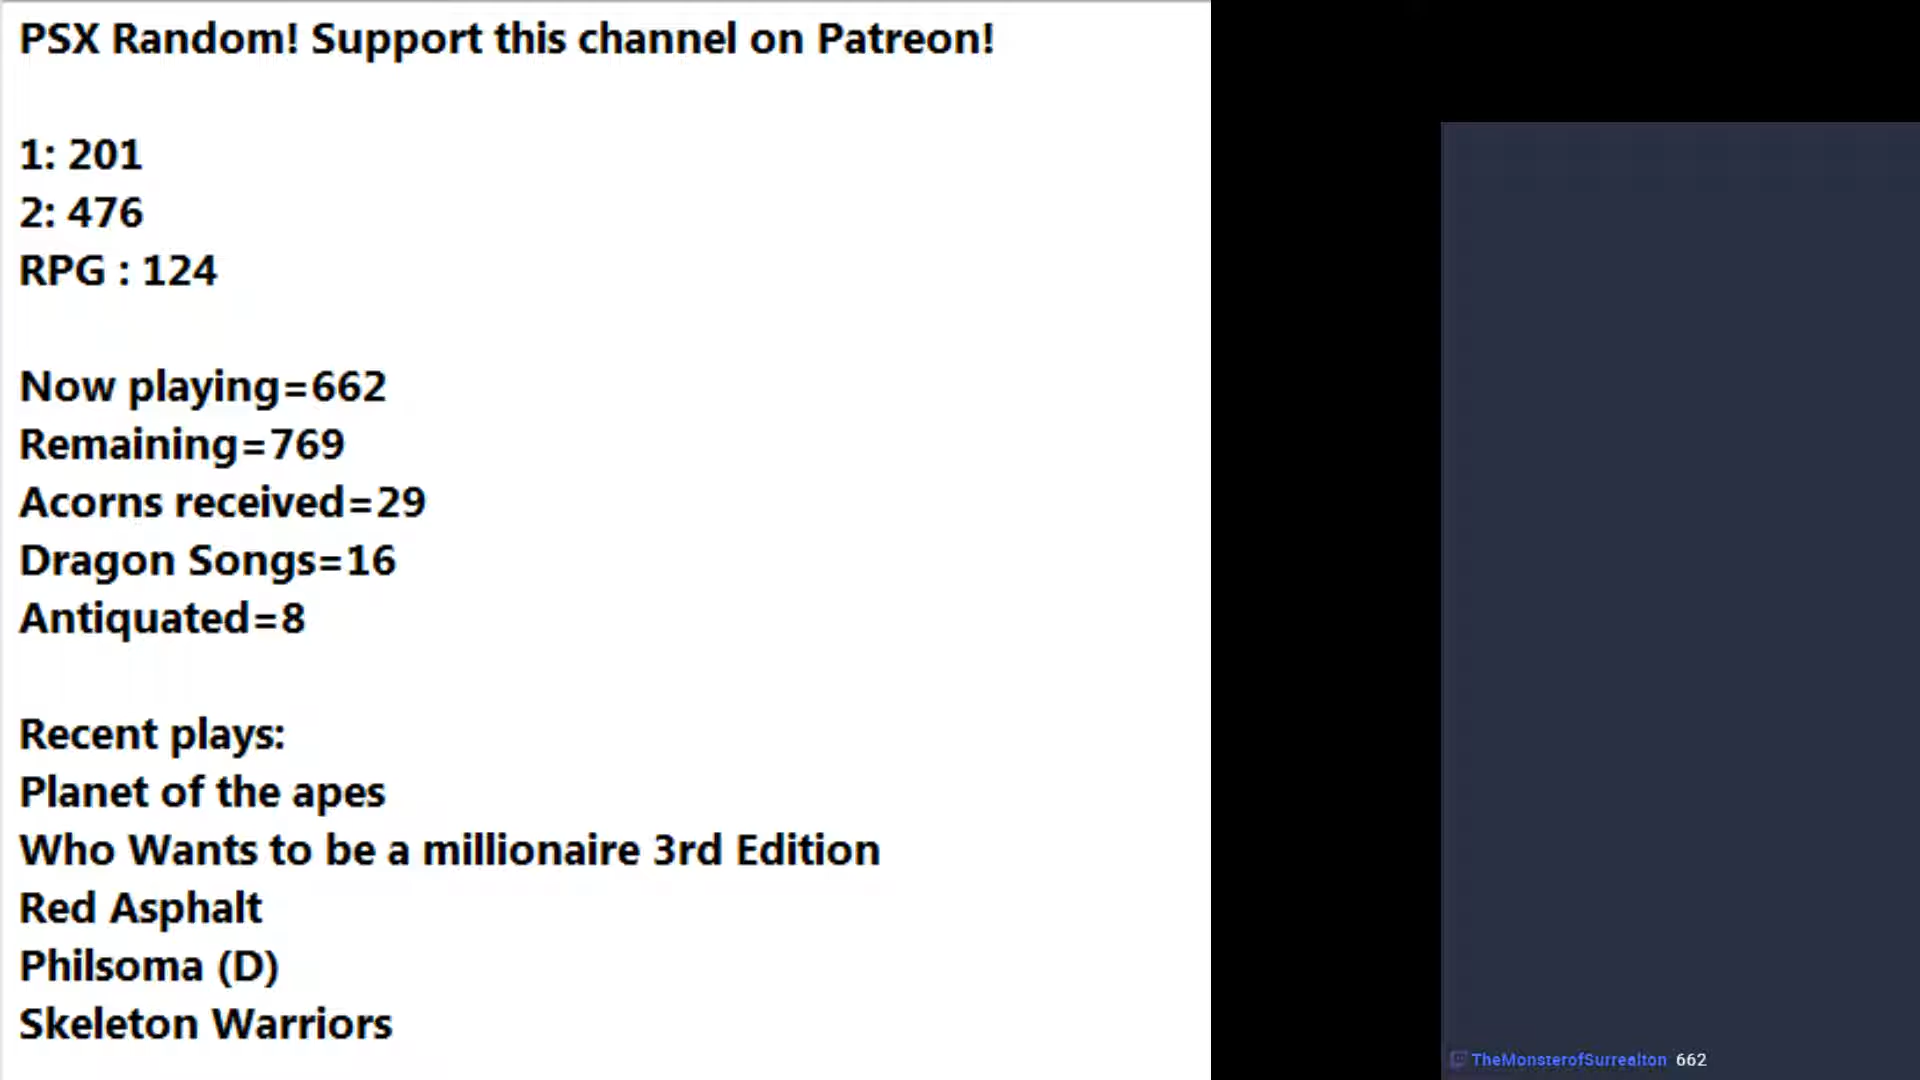 PSX Random! Support this channel on Patreon!
1: 201
2: 476
RPG : 124
Now playing=662
Remaining=769
Acorns received=29
Dragon Songs=16
Antiquated=8
Recent plays:
Planet of the apes
Who Wants to be a millionaire 3rd Edition
Red Asphalt
Philsoma (D)
Skeleton Warriors
TheMonsterofSurrealton 662